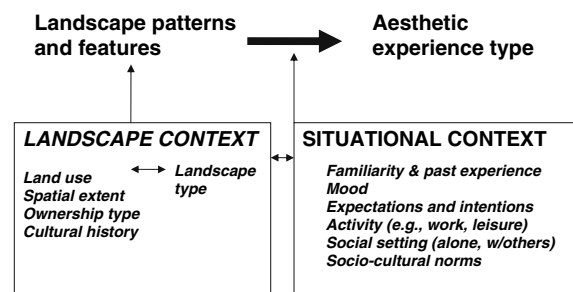 Landscape patterns
and features
Aesthetic
experience type
LANDSCAPE CONTEXT
Land use
Spatial extent
Ownership type
Cultural history
Landscape
type
SITUATIONAL CONTEXT
Familiarity & past experience
Mood
Expectations and intentions
Activity (e.g., work, leisure)
Social setting (alone, w/others)
Socio-cultural norms